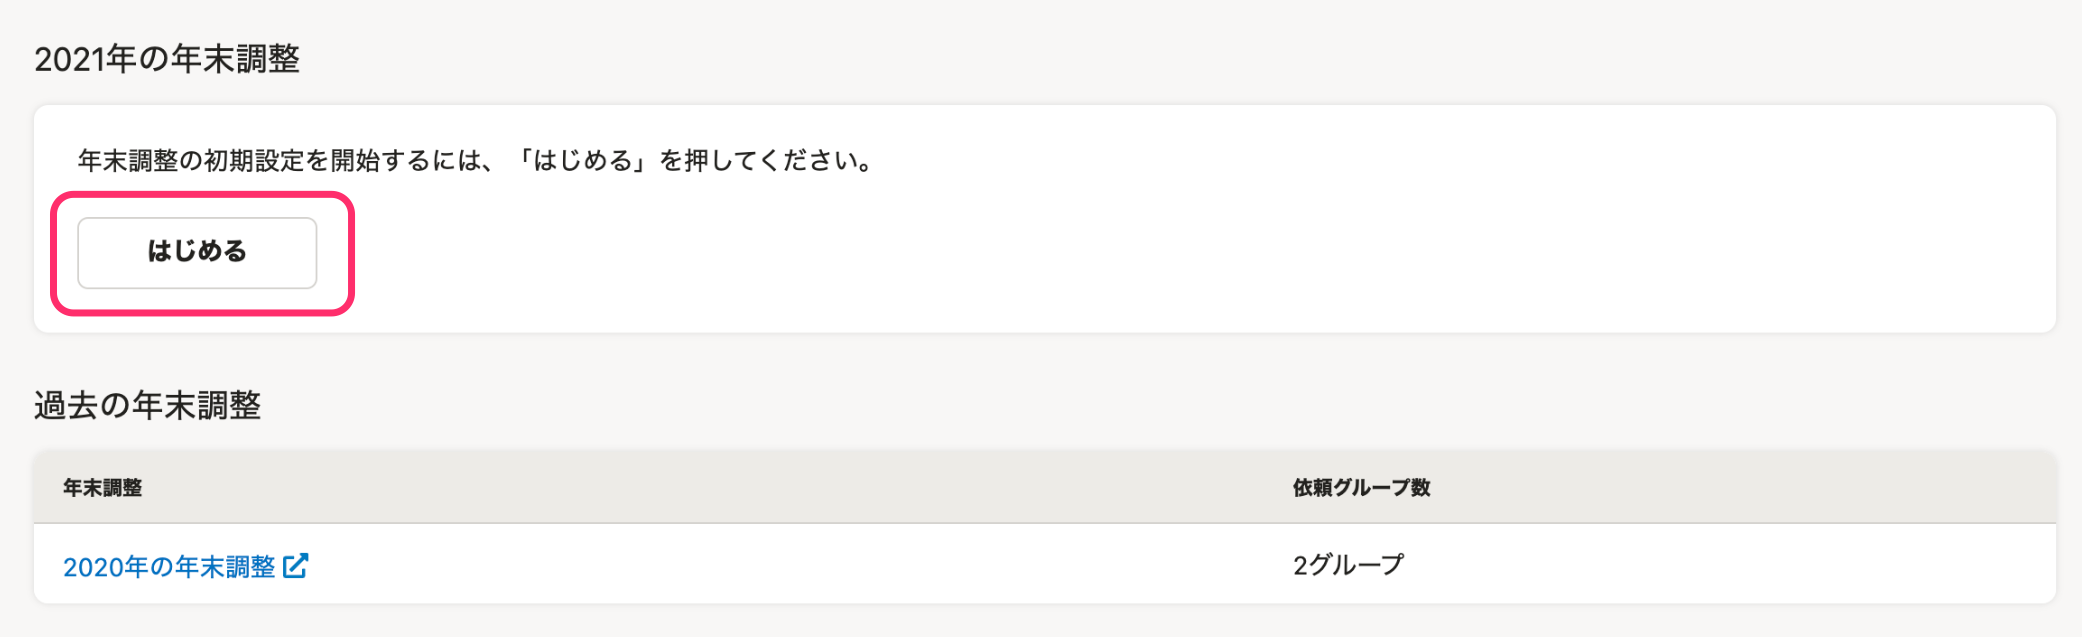 2021年の年末調整
年末調整の初期設定を開始するには、「はじめる」を押してください。
はじめる
過去の年末調整
年末調整 依頼グループ数
2020年の年末調整 2グループ